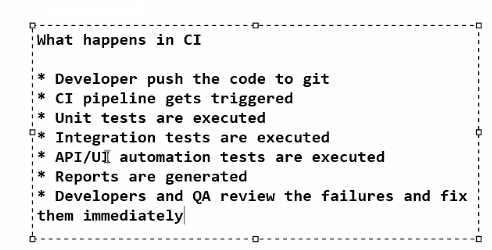 What happens in CI
* Developer push the code to git
* CI pipeline gets triggered
* Unit tests are executed
* Integration tests are executed
* API/UI automation tests are executed
* Reports are generated
* Developers and QA review the failures and fix
them immediately